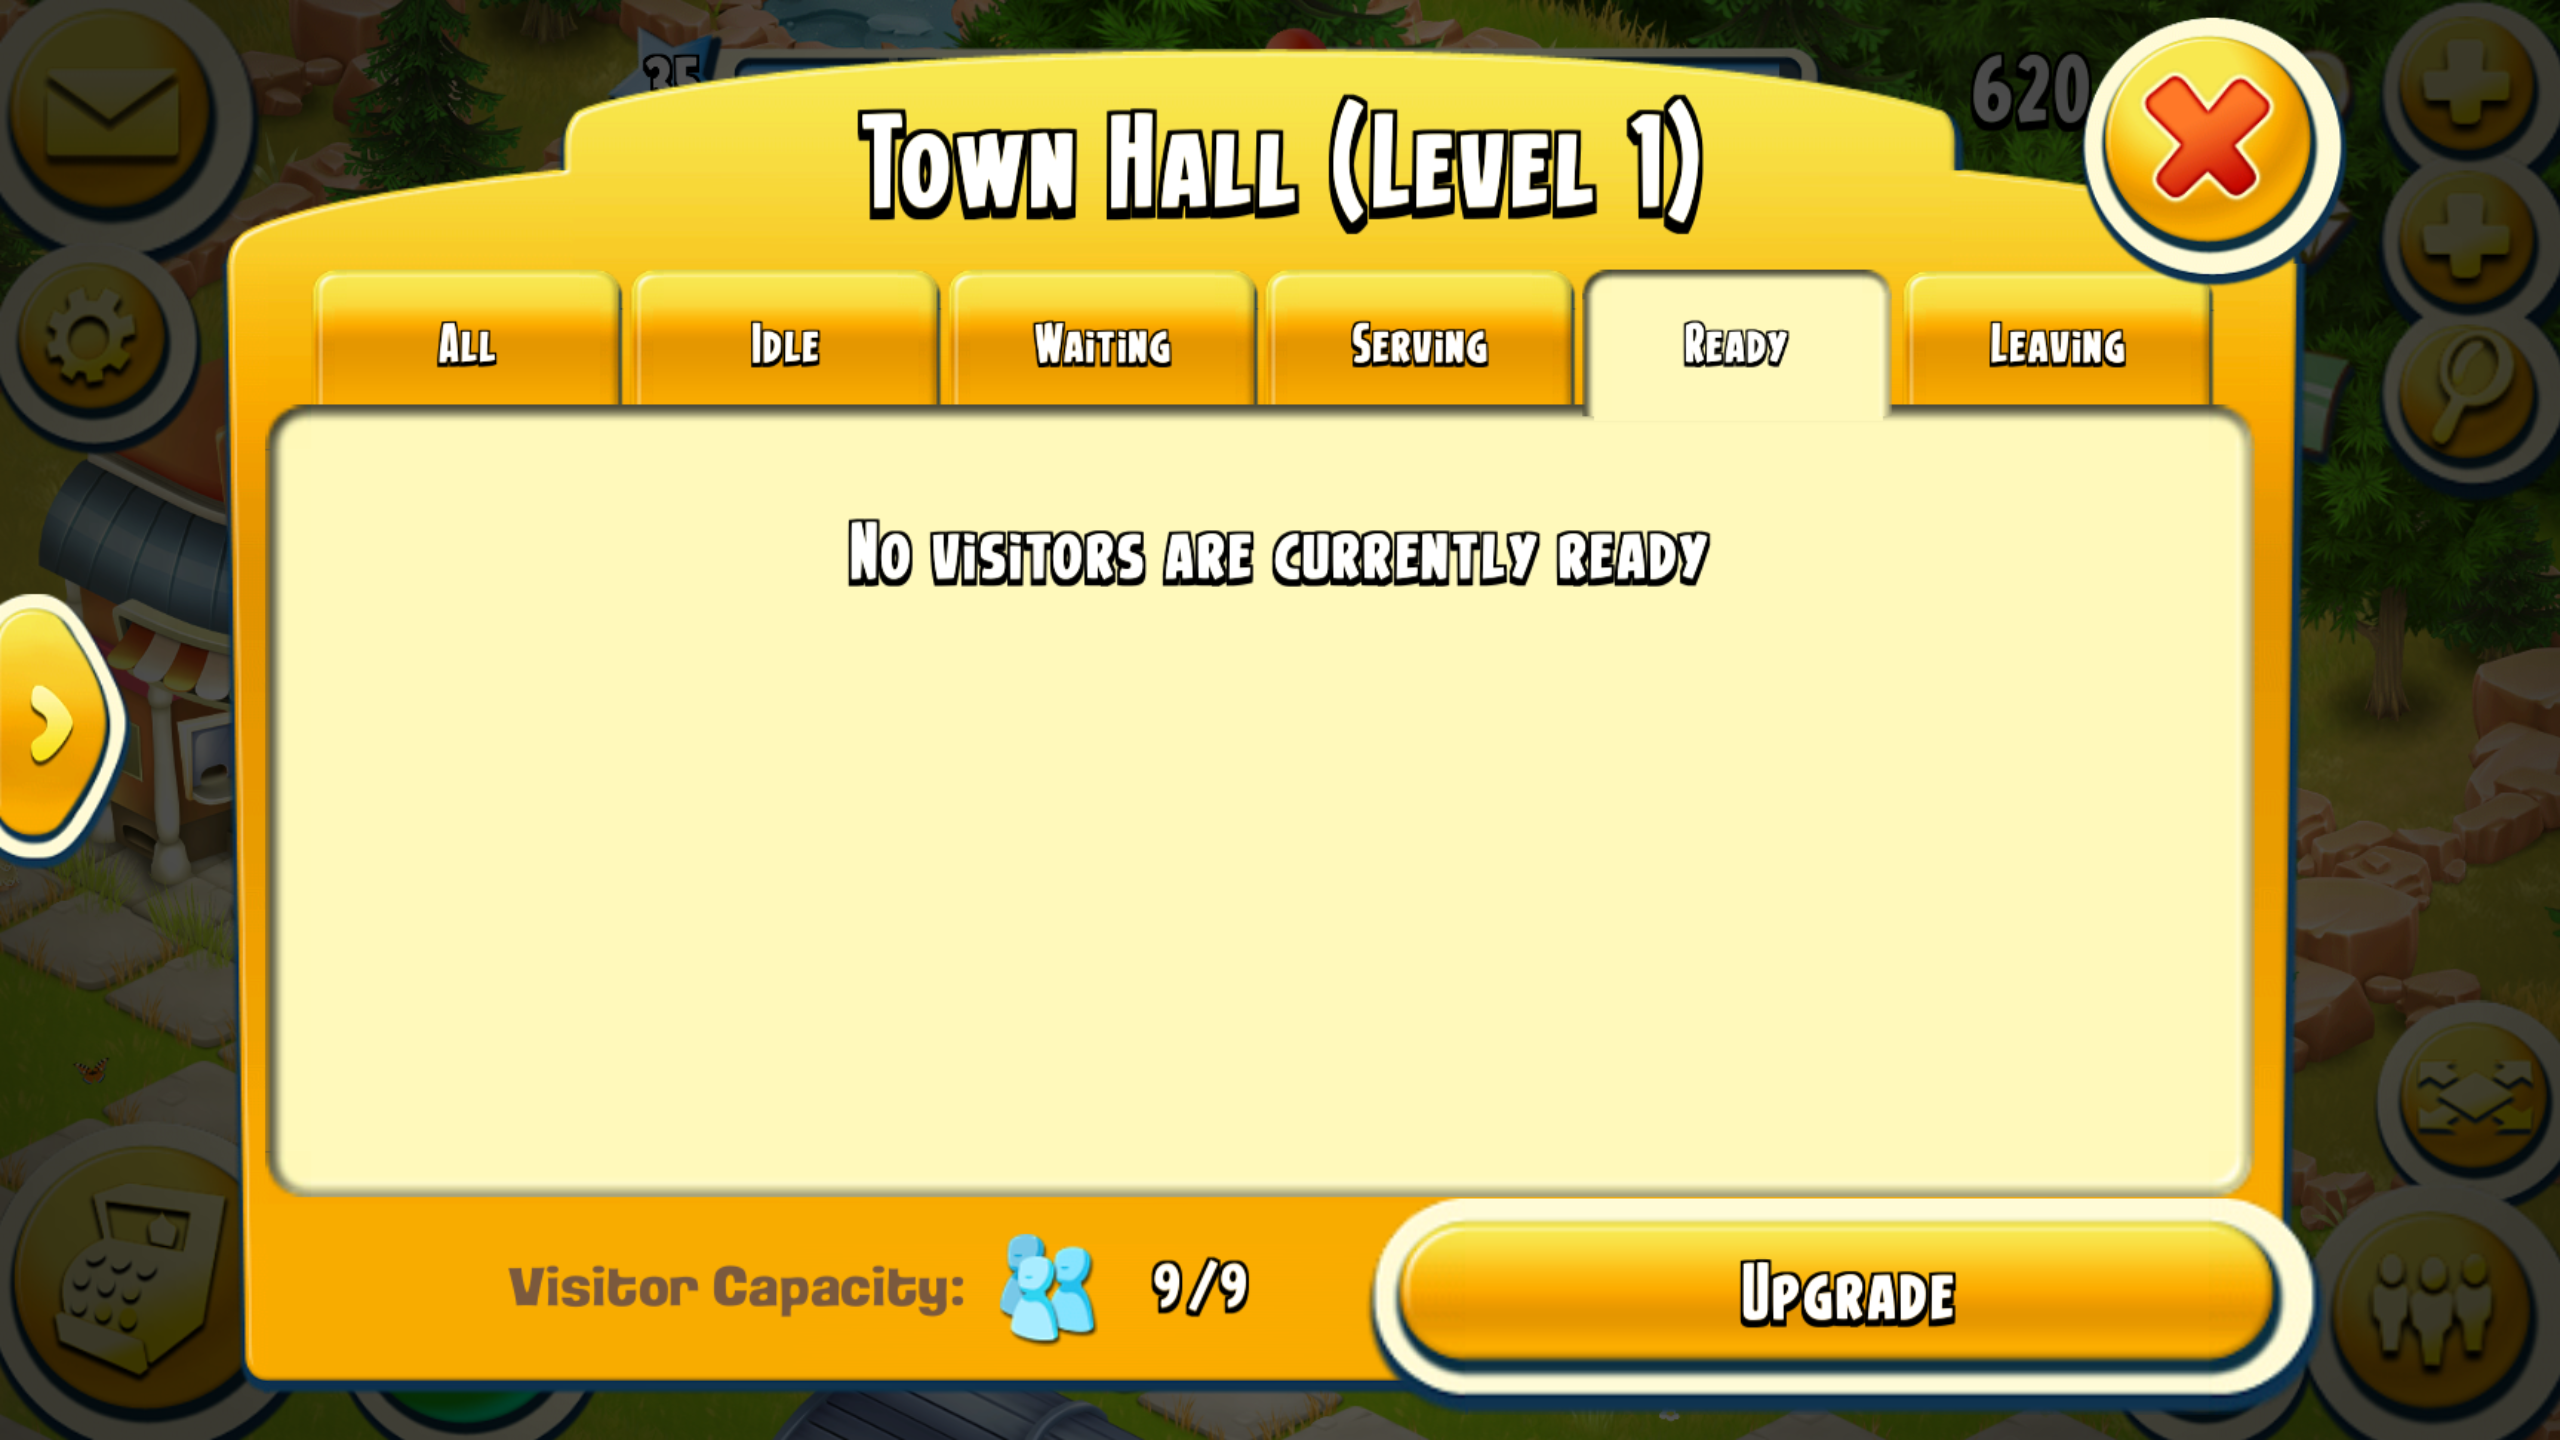 35
620
Town Hall (Level 1)
All
Idle
Waiting
Serving
Ready
Leaving
No visitors are currently ready
Visitor Capacity:
9/9
Upgrade